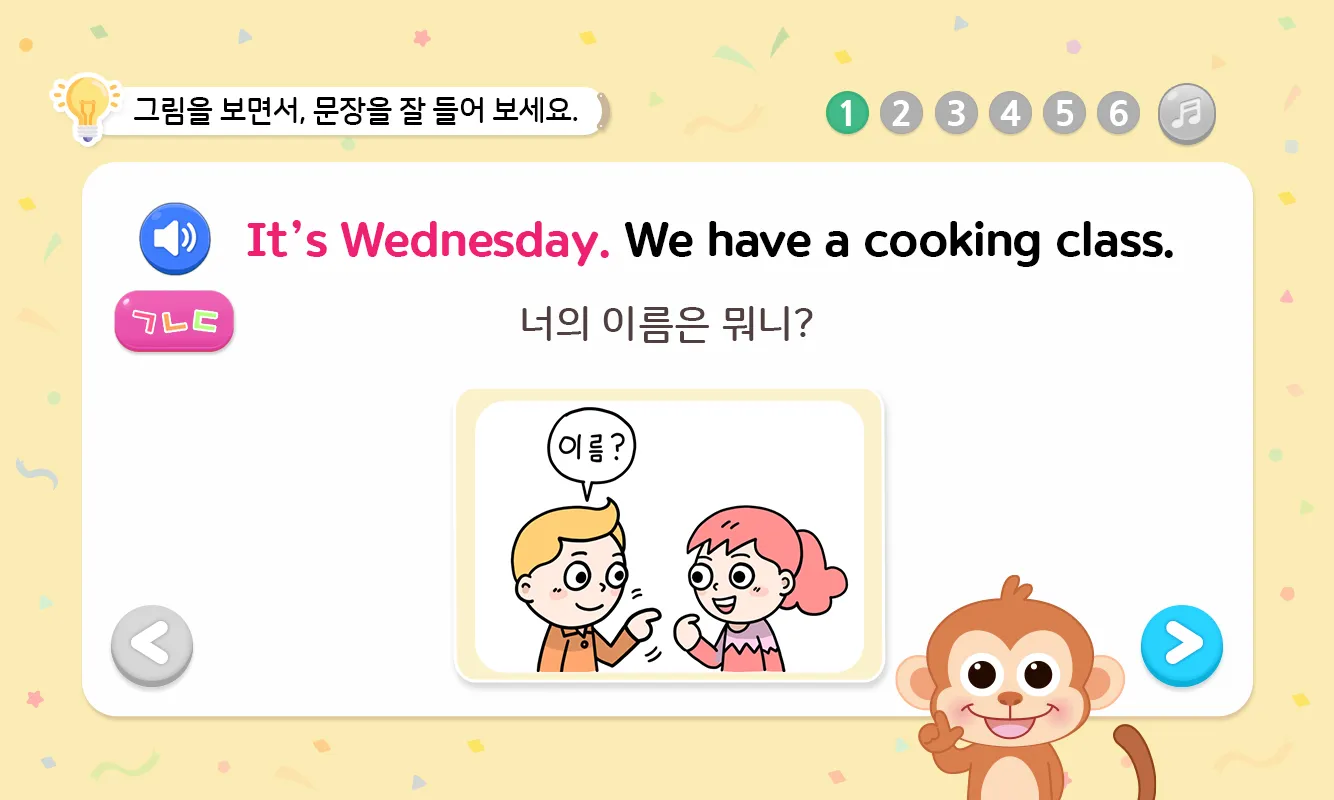 그림을 보면서, 문장을 잘 들어 보세요.
1 2 3 4 5 6
It's Wednesday. We have a cooking class.
ㄱㄴㄷ
너의 이름은 뭐니?
이름?